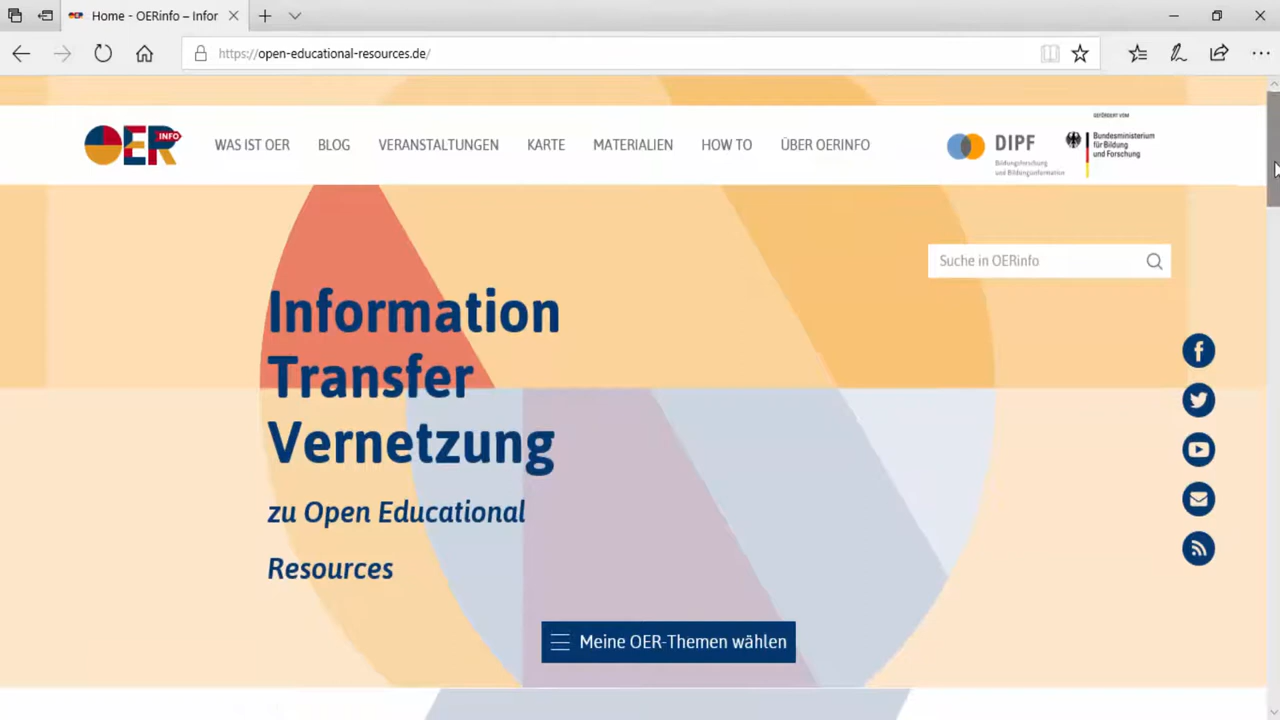 Home - OERinfo – Infor
https://open-educational-resources.de/
OER INFO
WAS IST OER
BLOG
VERANSTALTUNGEN
KARTE
MATERIALIEN
HOW TO
ÜBER OERINFO
DIPF
Bildungsforschung
und Bildungsinformation
GEFÖRDERT VOM
Bundesministerium
für Bildung
und Forschung
Suche in OERinfo
Information
Transfer
Vernetzung
zu Open Educational
Resources
Meine OER-Themen wählen